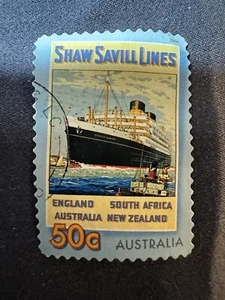 SHAW SAVILL LINES
ENGLAND SOUTH AFRICA
AUSTRALIA NEW ZEALAND
50c AUSTRALIA